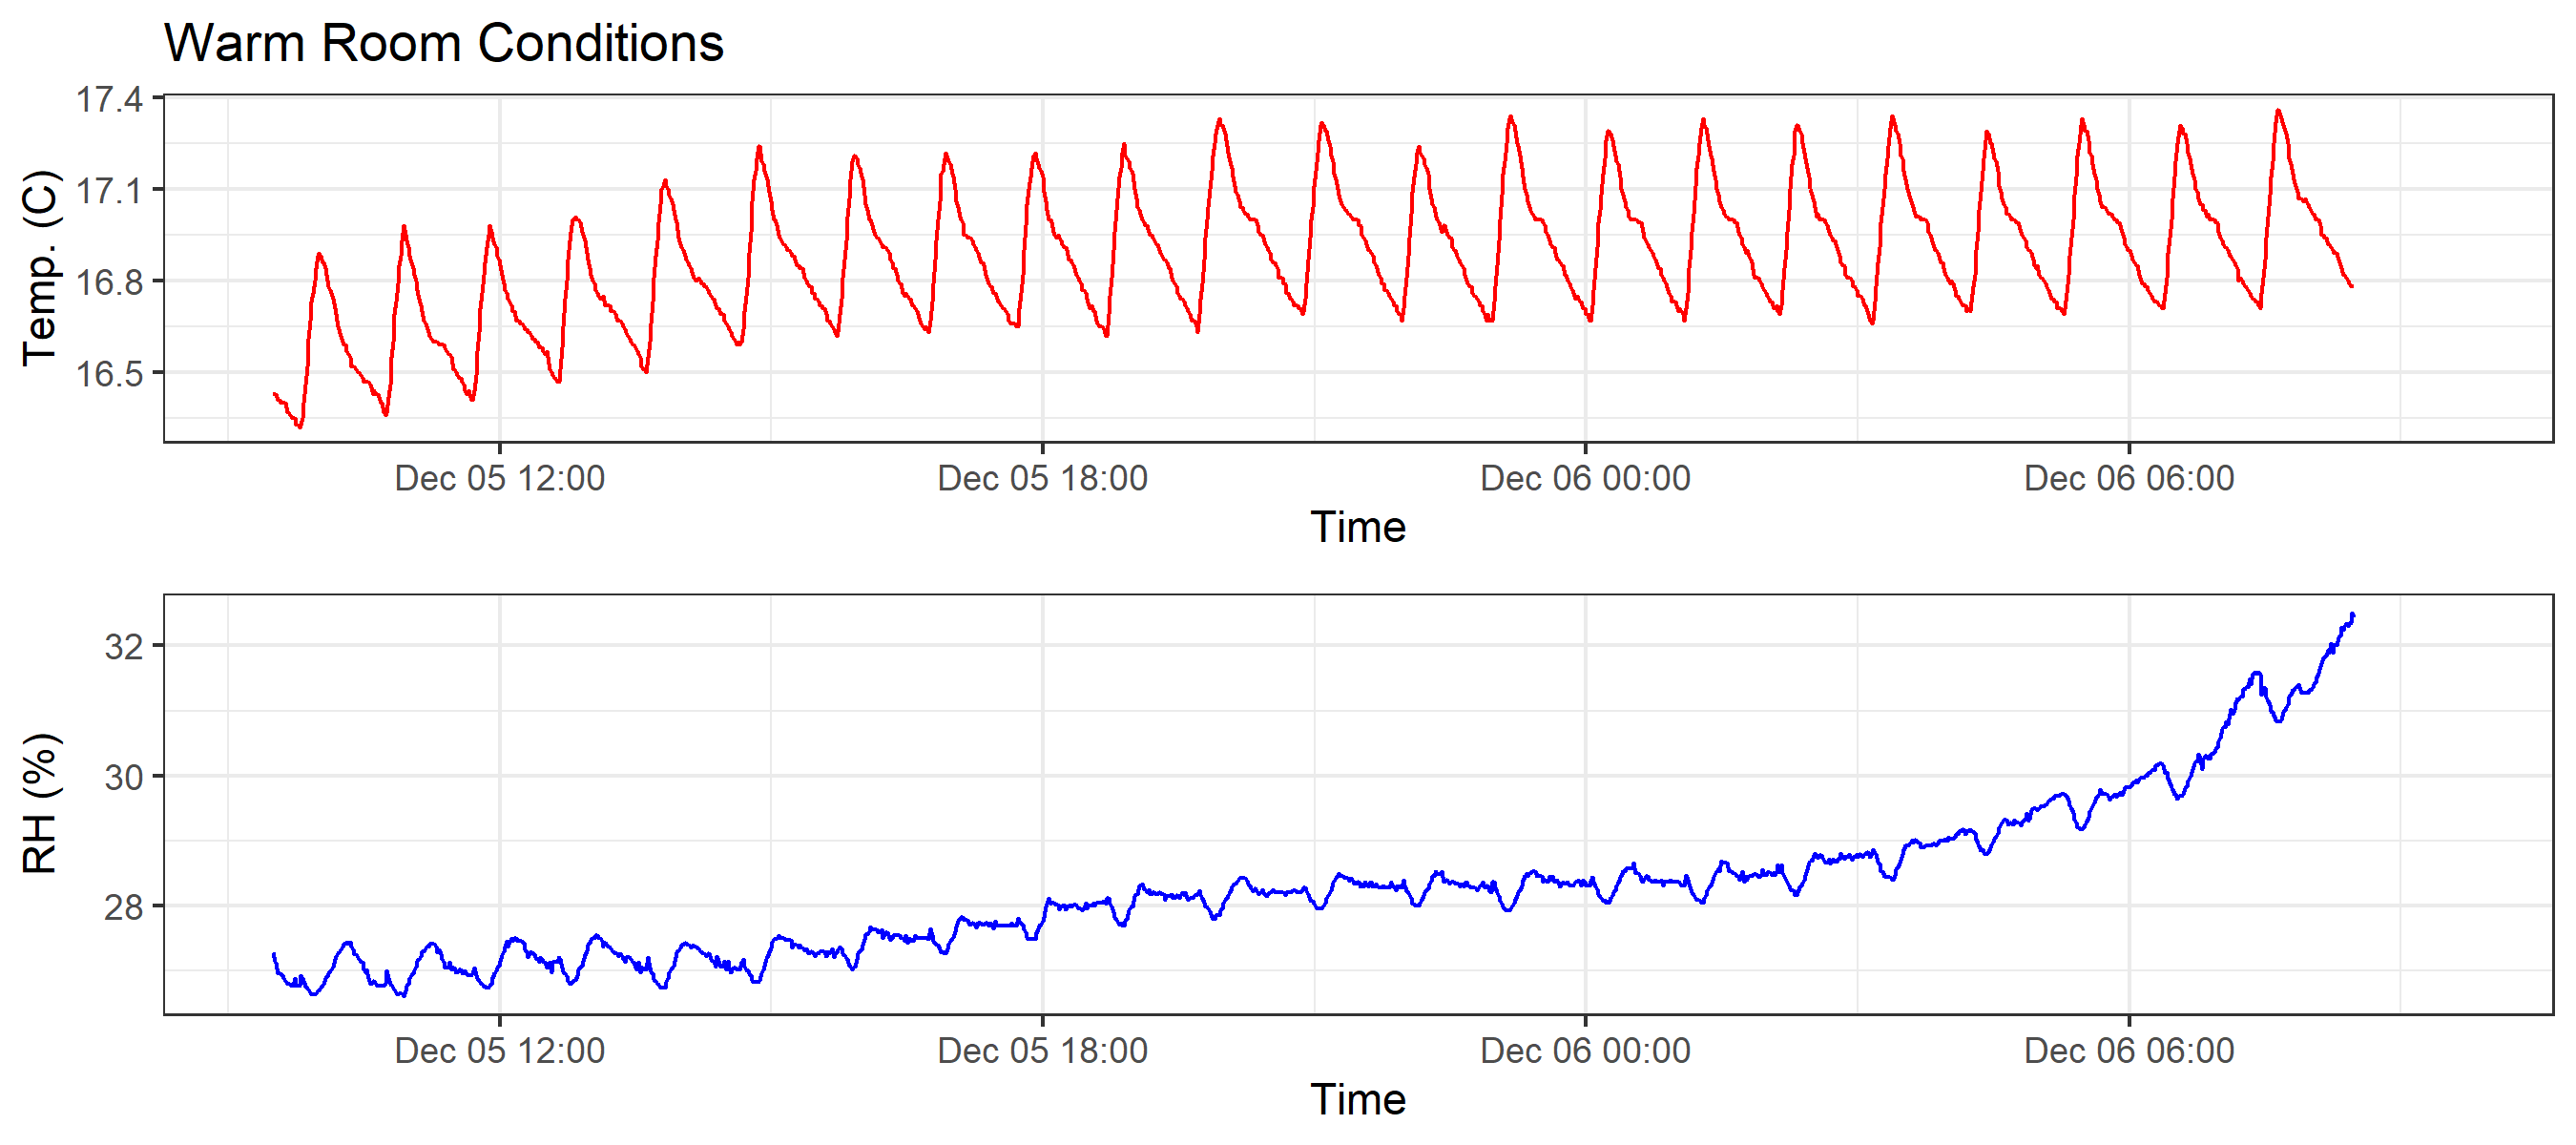 Warm Room Conditions
17.4
17.1
16.8
16.5
Temp. (C)
Dec 05 12:00 Dec 05 18:00 Dec 06 00:00 Dec 06 06:00
Time
32
30
28
RH (%)
Dec 05 12:00 Dec 05 18:00 Dec 06 00:00 Dec 06 06:00
Time